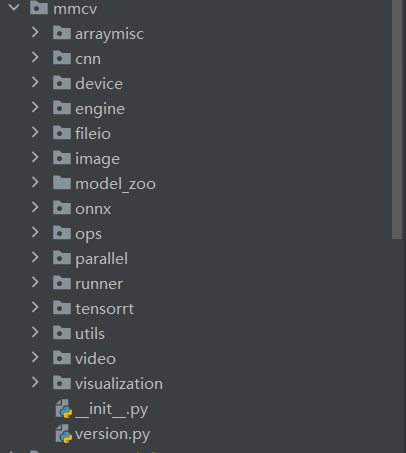 mmcv
arraymisc
cnn
device
engine
fileio
image
model_zoo
onnx
ops
parallel
runner
tensorrt
utils
video
visualization
__init__.py
version.py